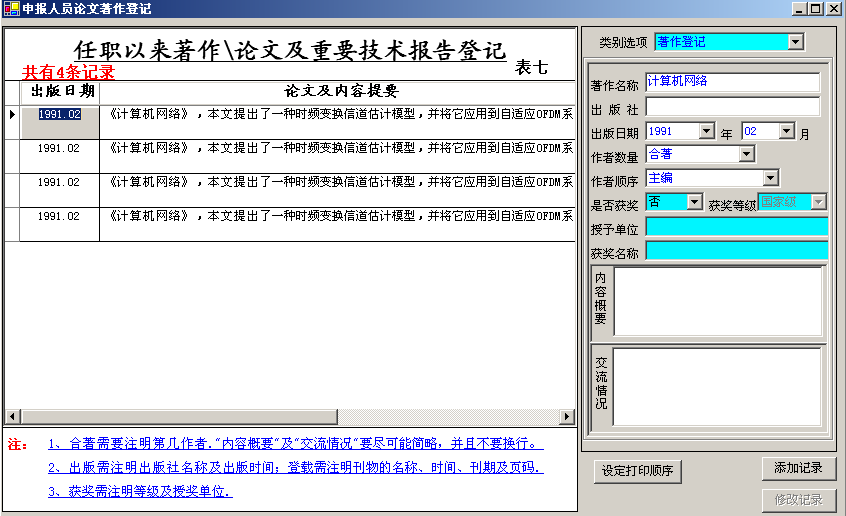 申报人员论文著作登记
任职以来著作\论文及重要技术报告登记
共有4条记录
表七
出版日期 论文及内容提要
1991.02 《计算机网络》，本文提出了一种时频变换信道估计模型，并将它应用到自适应OFDM系
1991.02 《计算机网络》，本文提出了一种时频变换信道估计模型，并将它应用到自适应OFDM系
1991.02 《计算机网络》，本文提出了一种时频变换信道估计模型，并将它应用到自适应OFDM系
1991.02 《计算机网络》，本文提出了一种时频变换信道估计模型，并将它应用到自适应OFDM系
注： 1、合著需要注明第几作者."内容概要"及"交流情况"要尽可能简略，并且不要换行。
2、出版需注明出版社名称及出版时间；登载需注明刊物的名称、时间、刊期及页码.
3、获奖需注明等级及授奖单位.
类别选项 著作登记
著作名称 计算机网络
出 版 社
出版日期 1991 年 02 月
作者数量 合著
作者顺序 主编
是否获奖 否 获奖等级 国家级
授予单位
获奖名称
内容概要
交流情况
设定打印顺序 添加记录
修改记录